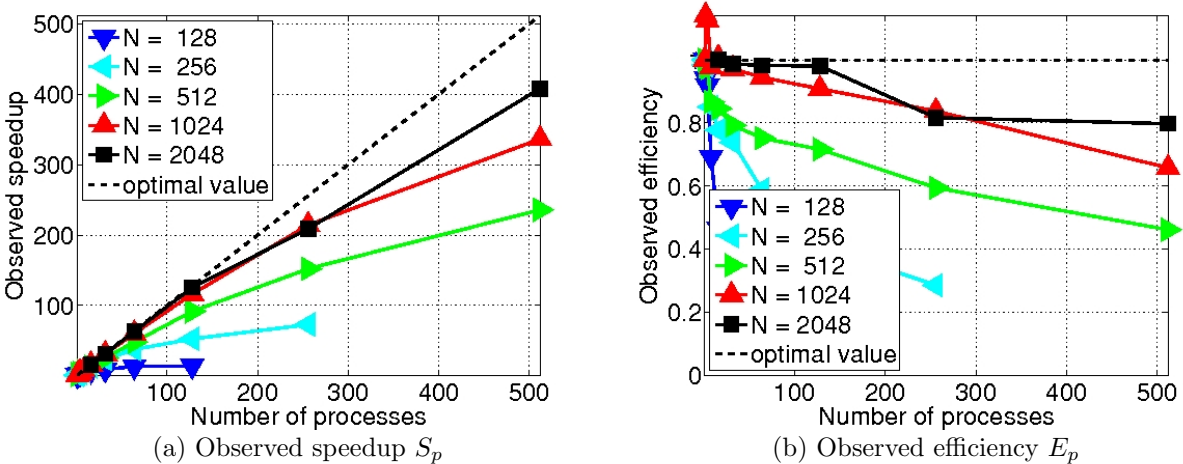 500
400
300
200
100
Observed speedup
N = 128
N = 256
N = 512
N = 1024
N = 2048
optimal value
100 200 300 400 500
Number of processes
(a) Observed speedup Sₚ
0.8
0.6
0.4
0.2
0
Observed efficiency
N = 128
N = 256
N = 512
N = 1024
N = 2048
optimal value
100 200 300 400 500
Number of processes
(b) Observed efficiency Eₚ